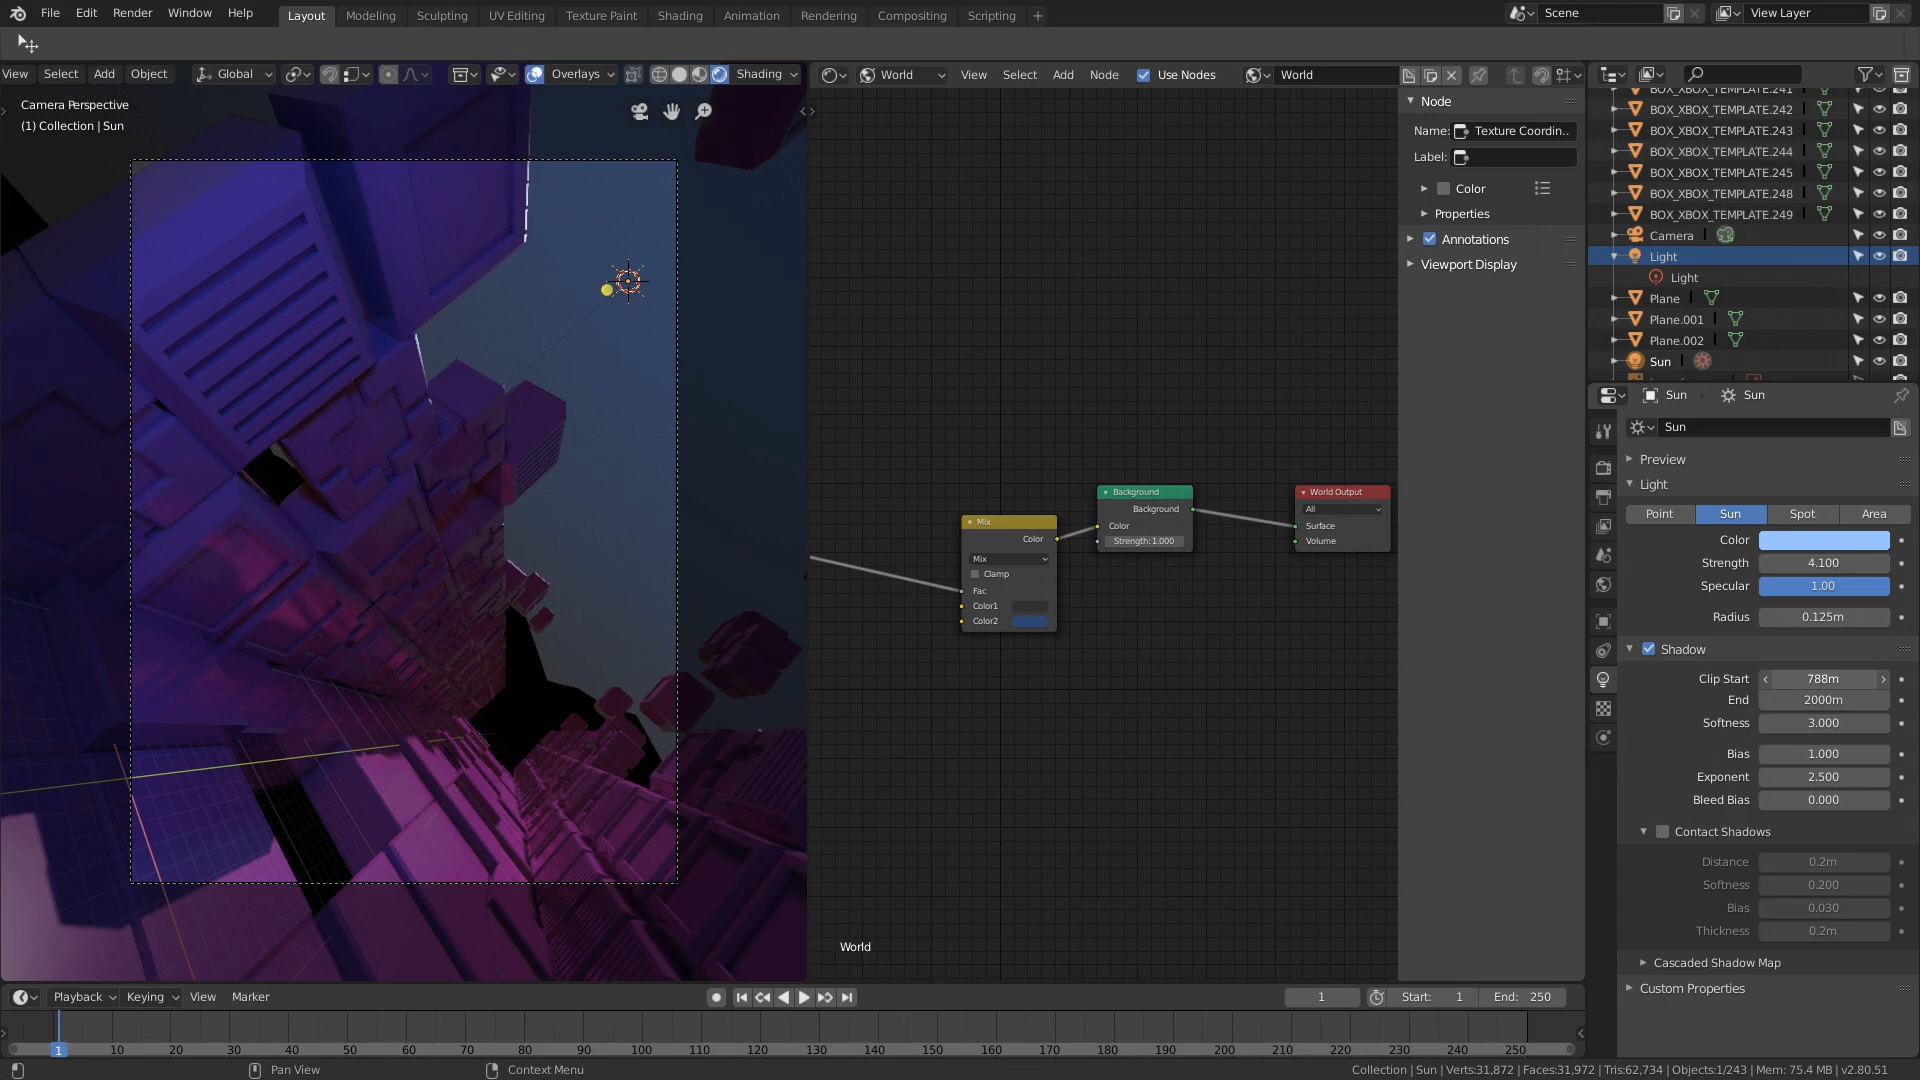 File Edit Render Window Help Layout Modeling Sculpting UV Editing Texture Paint Shading Animation Rendering Compositing Scripting + Scene View Layer
View Select Add Object Global Overlays Shading
World View Select Add Node Use Nodes World
Camera Perspective
(1) Collection | Sun
Mix
Color
Mix
Clamp
Fac
Color1
Color2
Background
Background
Color
Strength: 1.000
World Output
All
Surface
Volume
World
Node
Name: Texture Coordin..
Label:
Color
Properties
Annotations
Viewport Display
BOX_XBOX_TEMPLATE.241
BOX_XBOX_TEMPLATE.242
BOX_XBOX_TEMPLATE.243
BOX_XBOX_TEMPLATE.244
BOX_XBOX_TEMPLATE.245
BOX_XBOX_TEMPLATE.248
BOX_XBOX_TEMPLATE.249
Camera
Light
Light
Plane
Plane.001
Plane.002
Sun
Sun Sun
Sun
Preview
Light
Point Sun Spot Area
Color
Strength 4.100
Specular 1.00
Radius 0.125m
Shadow
Clip Start 788m
End 2000m
Softness 3.000
Bias 1.000
Exponent 2.500
Bleed Bias 0.000
Contact Shadows
Distance 0.2m
Softness 0.200
Bias 0.030
Thickness 0.2m
Cascaded Shadow Map
Custom Properties
Playback Keying View Marker 1 Start: 1 End: 250
1 10 20 30 40 50 60 70 80 90 100 110 120 130 140 150 160 170 180 190 200 210 220 230 240 250
Pan View Context Menu Collection | Sun | Verts:31,872 | Faces:31,972 | Tris:62,734 | Objects:1/243 | Mem: 75.4 MB | v2.80.51